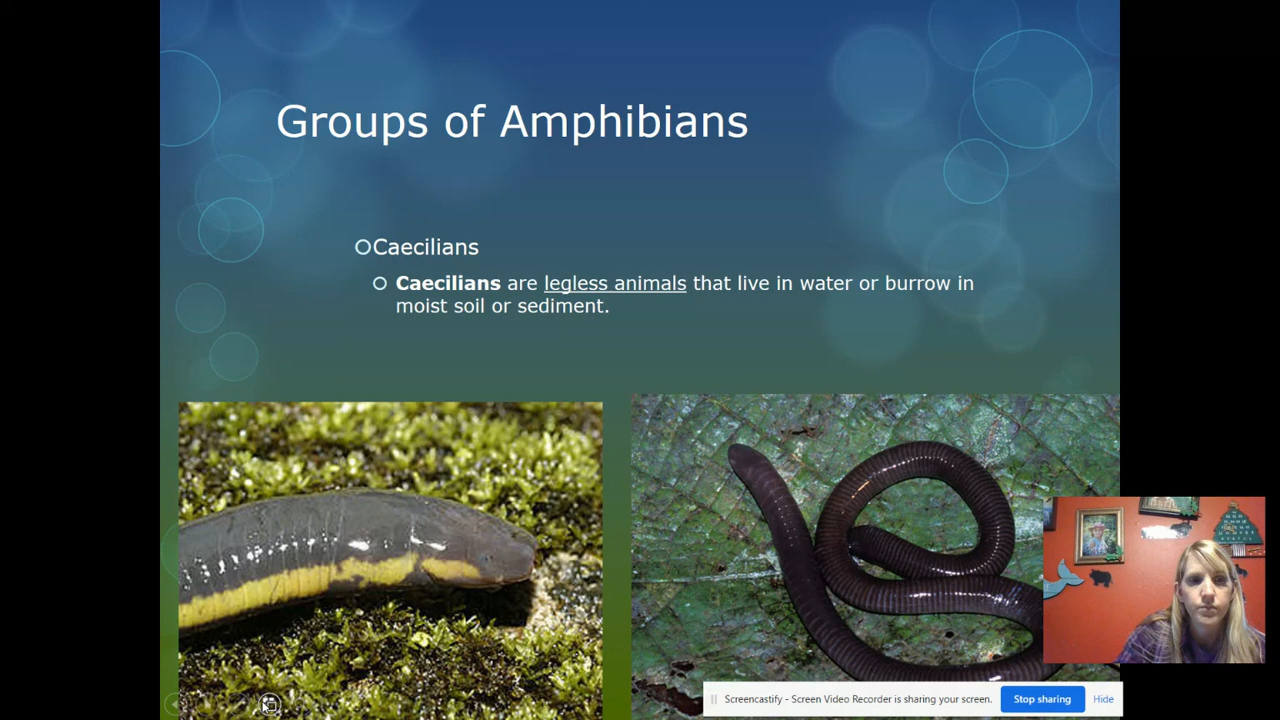 Groups of Amphibians
Caecilians
Caecilians are legless animals that live in water or burrow in
moist soil or sediment.
Screencastify - Screen Video Recorder is sharing your screen.
Stop sharing
Hide